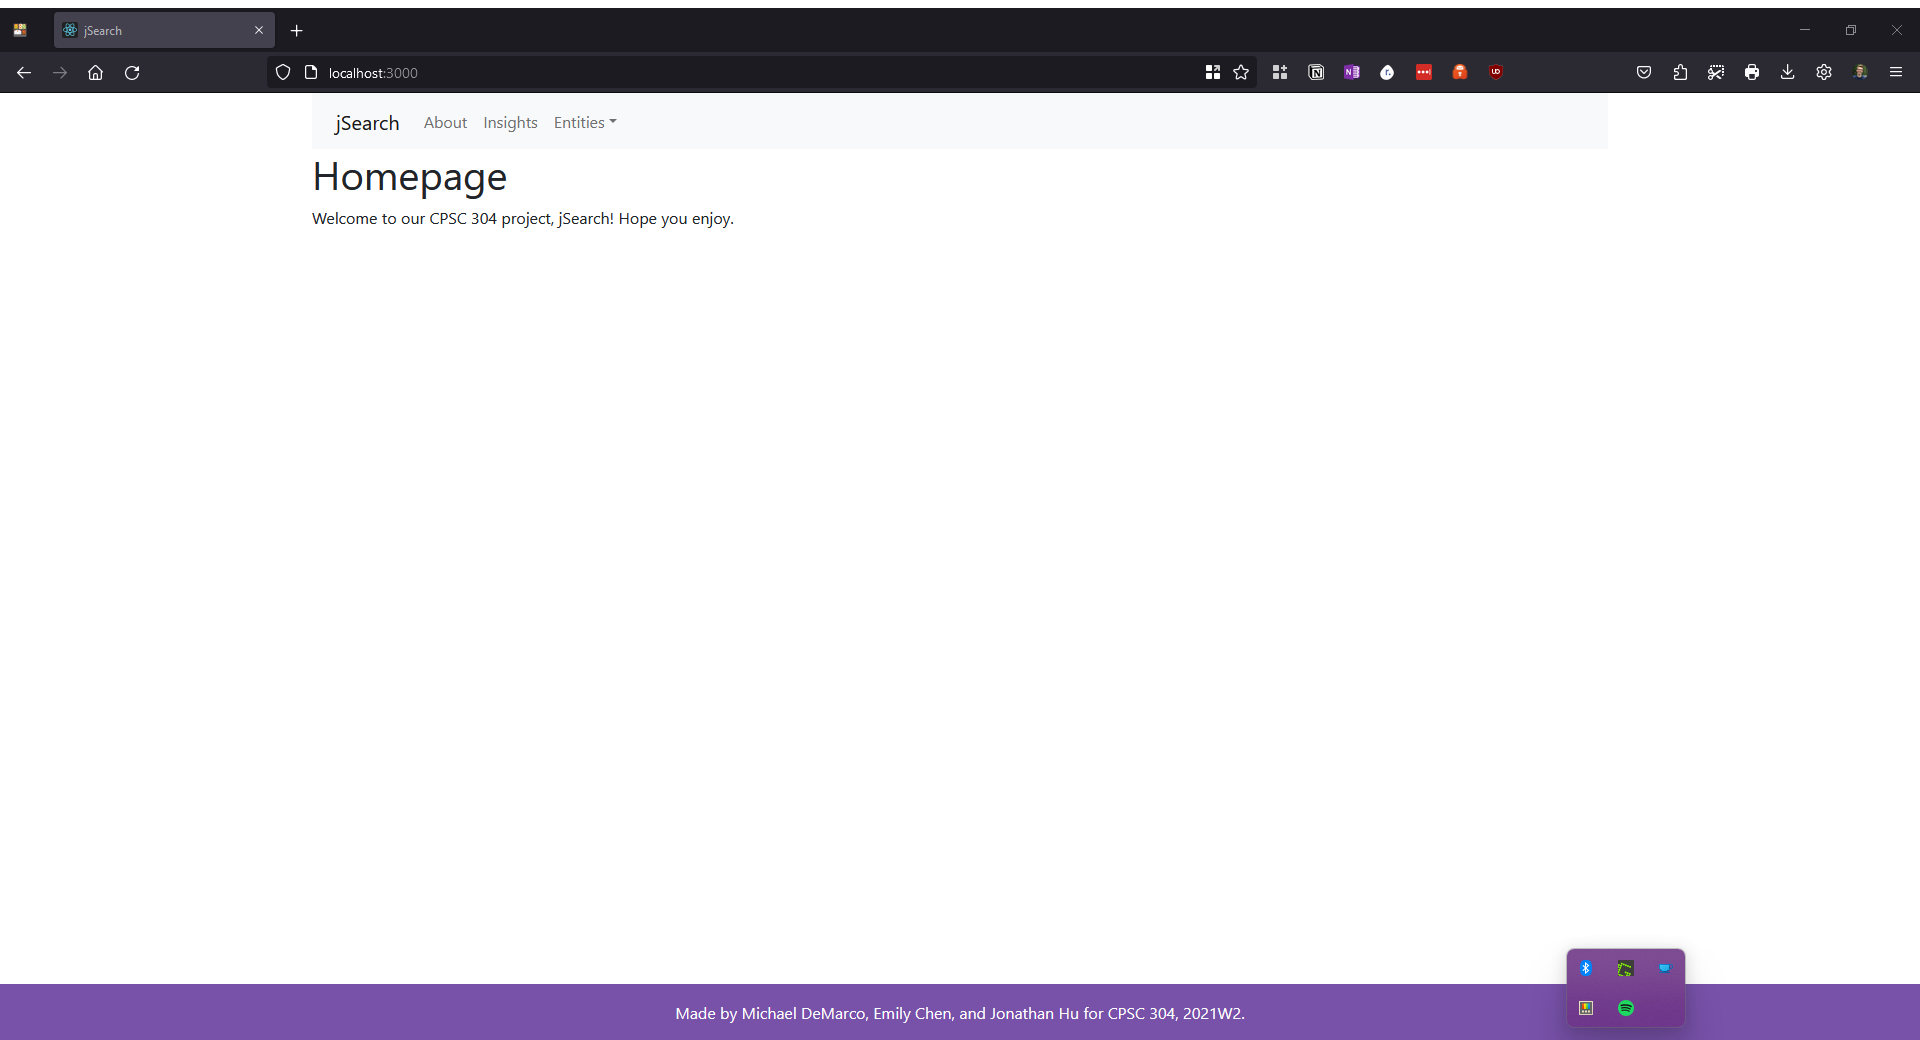 jSearch
localhost:3000
jSearch About Insights Entities
Homepage
Welcome to our CPSC 304 project, jSearch! Hope you enjoy.
Made by Michael DeMarco, Emily Chen, and Jonathan Hu for CPSC 304, 2021W2.